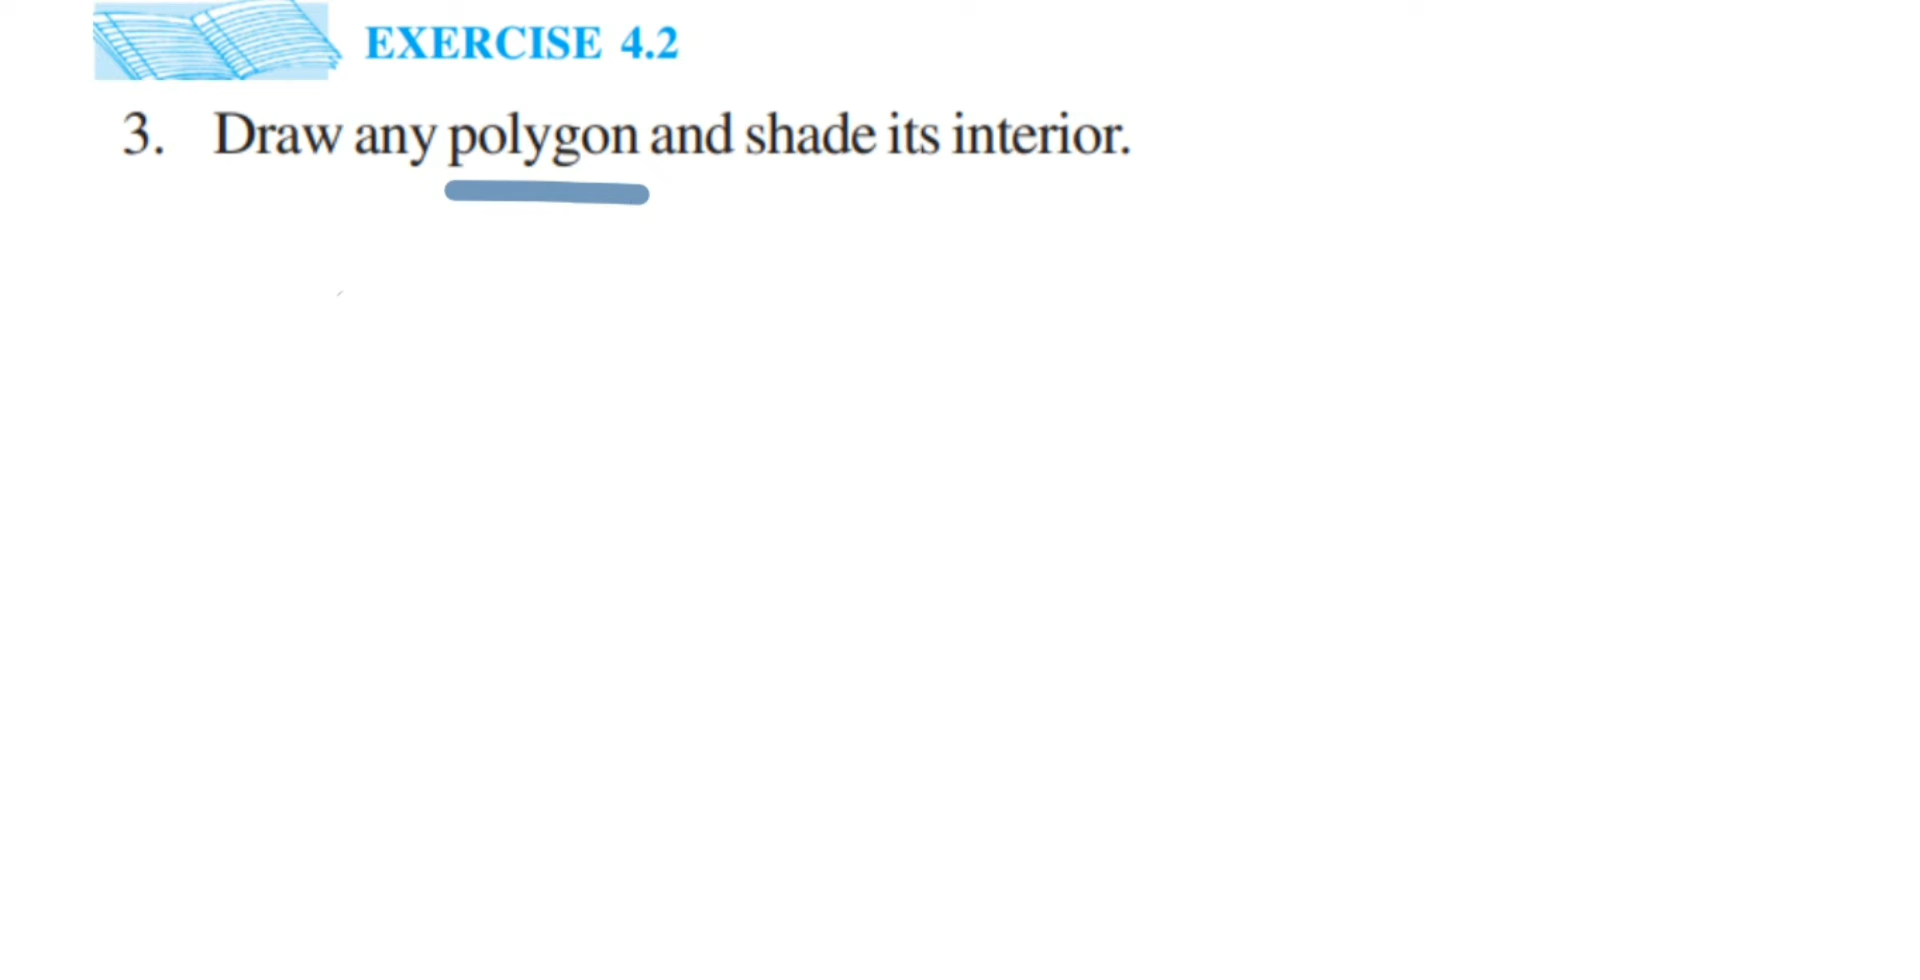 EXERCISE 4.2
3. Draw any polygon and shade its interior.